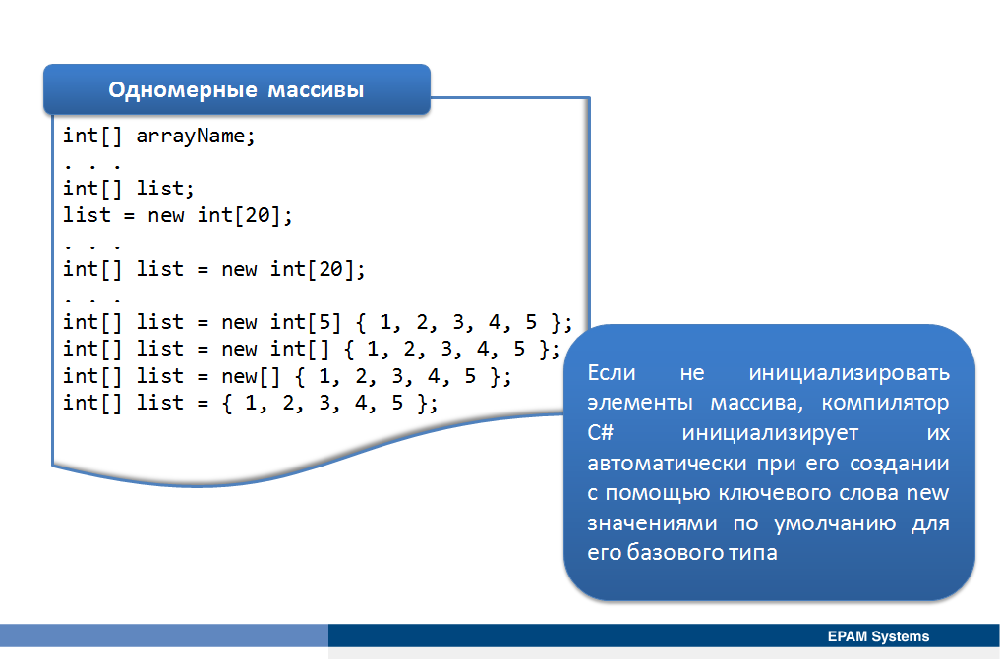 Одномерные массивы
int[] arrayName;
. . .
int[] list;
list = new int[20];
. . .
int[] list = new int[20];
. . .
int[] list = new int[5] { 1, 2, 3, 4, 5 };
int[] list = new int[] { 1, 2, 3, 4, 5 };
int[] list = new[] { 1, 2, 3, 4, 5 };
int[] list = { 1, 2, 3, 4, 5 };
Если не инициализировать
элементы массива, компилятор
C# инициализирует их
автоматически при его создании
с помощью ключевого слова new
значениями по умолчанию для
его базового типа
EPAM Systems